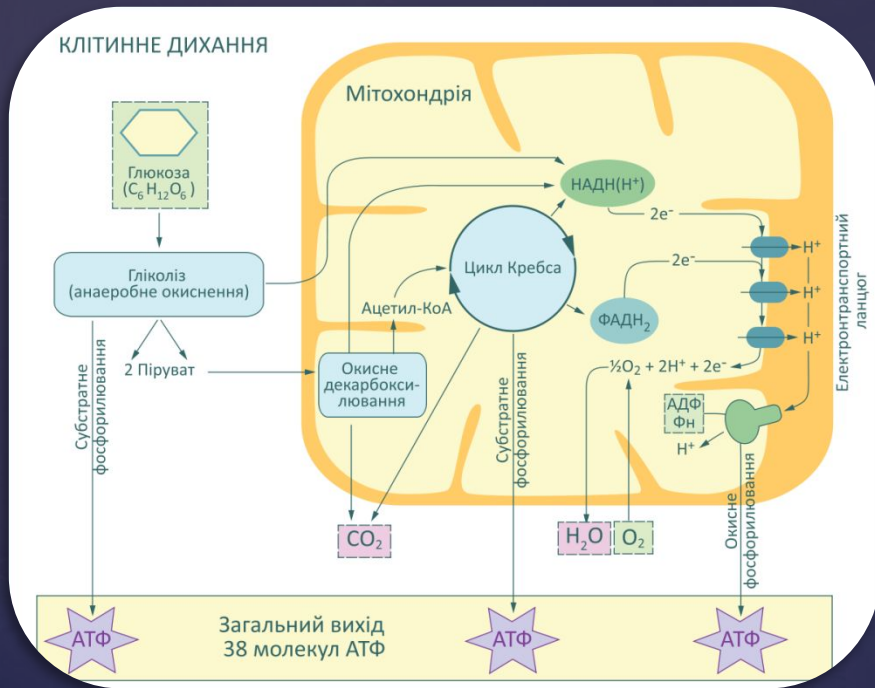 КЛІТИННЕ ДИХАННЯ
Мітохондрія
Глюкоза
(C₆H₁₂O₆)
НАДН(Н⁺)
2e⁻
Гліколіз
(анаеробне окиснення)
Цикл Кребса
2e⁻
H⁺
H⁺
H⁺
Електронтранспортний
ланцюг
Ацетил-КоА
ФАДН₂
2 Піруват
Окисне
декарбокси-
лювання
½O₂ + 2H⁺ + 2e⁻
АДФ
Фн
H⁺
Субстратне
фосфорилювання
Субстратне
фосфорилювання
Окисне
фосфорилювання
CO₂
H₂O
O₂
АТФ
Загальний вихід
38 молекул АТФ
АТФ
АТФ